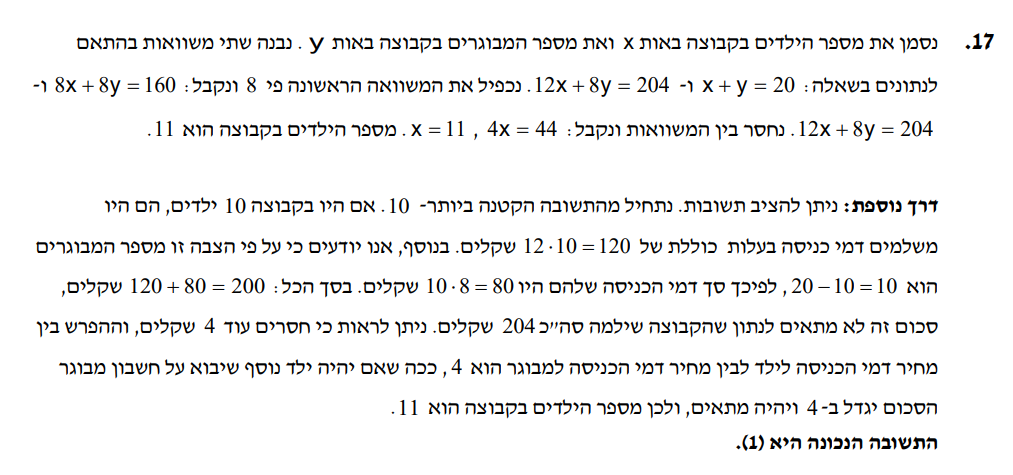 17. נסמן את מספר הילדים בקבוצה באות x ואת מספר המבוגרים בקבוצה באות y . נבנה שתי משוואות בהתאם
לנתונים בשאלה: x + y = 20 ו- 12x + 8y = 204. נכפיל את המשוואה הראשונה פי 8 ונקבל: 8x + 8y = 160 ו-
12x + 8y = 204. נחסר בין המשוואות ונקבל: 4x = 44 , x = 11. מספר הילדים בקבוצה הוא 11.
דרך נוספת: ניתן להציב תשובות. נתחיל מהתשובה הקטנה ביותר- 10. אם היו בקבוצה 10 ילדים, הם היו
משלמים דמי כניסה בעלות כוללת של 12·10 = 120 שקלים. בנוסף, אנו יודעים כי על פי הצבה זו מספר המבוגרים
הוא 20 – 10 = 10, לפיכך סך דמי הכניסה שלהם היו 10·8 = 80 שקלים. בסך הכל: 120 + 80 = 200 שקלים,
סכום זה לא מתאים לנתון שהקבוצה שילמה סה״כ 204 שקלים. ניתן לראות כי חסרים עוד 4 שקלים, וההפרש בין
מחיר דמי הכניסה לילד לבין מחיר דמי הכניסה למבוגר הוא 4, ככה שאם יהיה ילד נוסף שיבוא על חשבון מבוגר
הסכום יגדל ב-4 ויהיה מתאים, ולכן מספר הילדים בקבוצה הוא 11.
התשובה הנכונה היא (1).